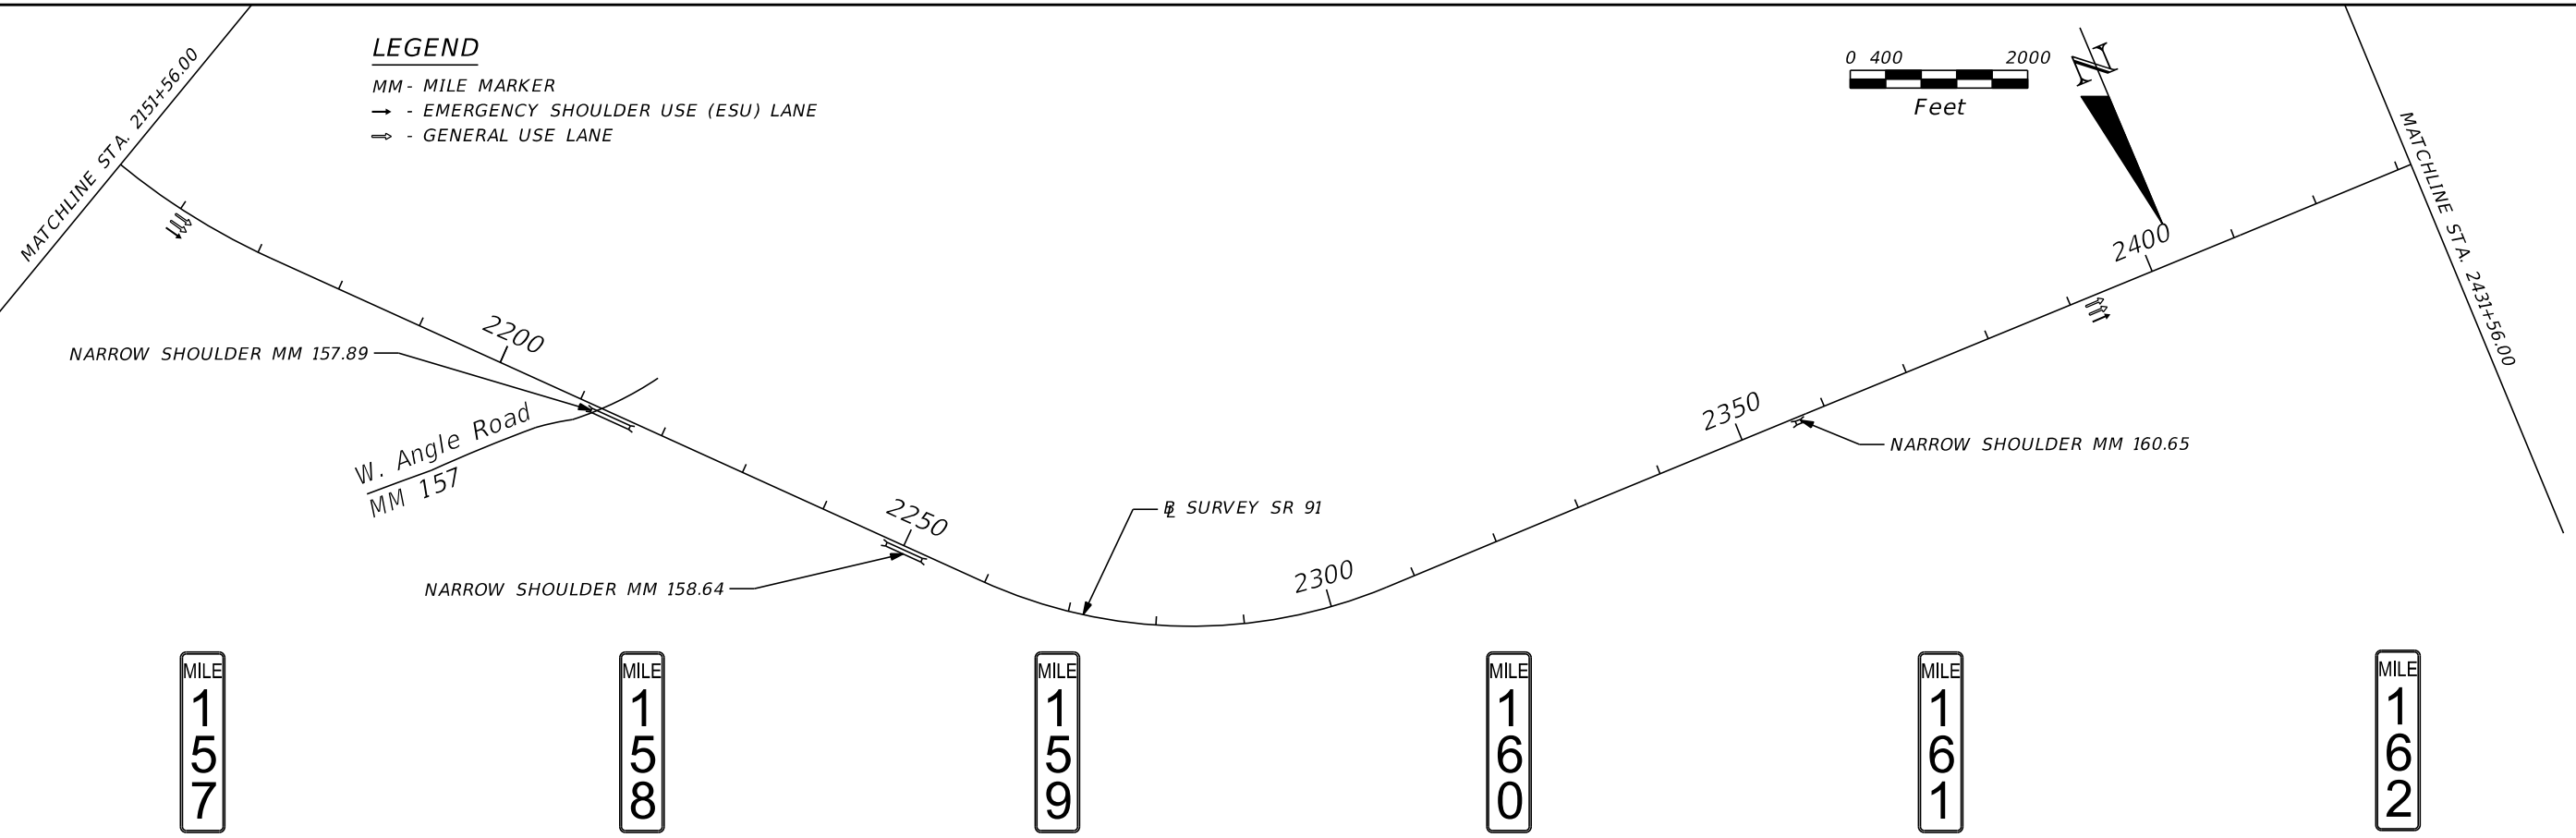 MATCHLINE STA. 2151+56.00
LEGEND
MM - MILE MARKER
- EMERGENCY SHOULDER USE (ESU) LANE
- GENERAL USE LANE
0 400 2000
Feet
N
MATCHLINE STA. 2431+56.00
2400
2200
NARROW SHOULDER MM 157.89
W. Angle Road
MM 157
2350
NARROW SHOULDER MM 160.65
2250
BL SURVEY SR 91
NARROW SHOULDER MM 158.64
2300
MILE
157
MILE
158
MILE
159
MILE
160
MILE
161
MILE
162